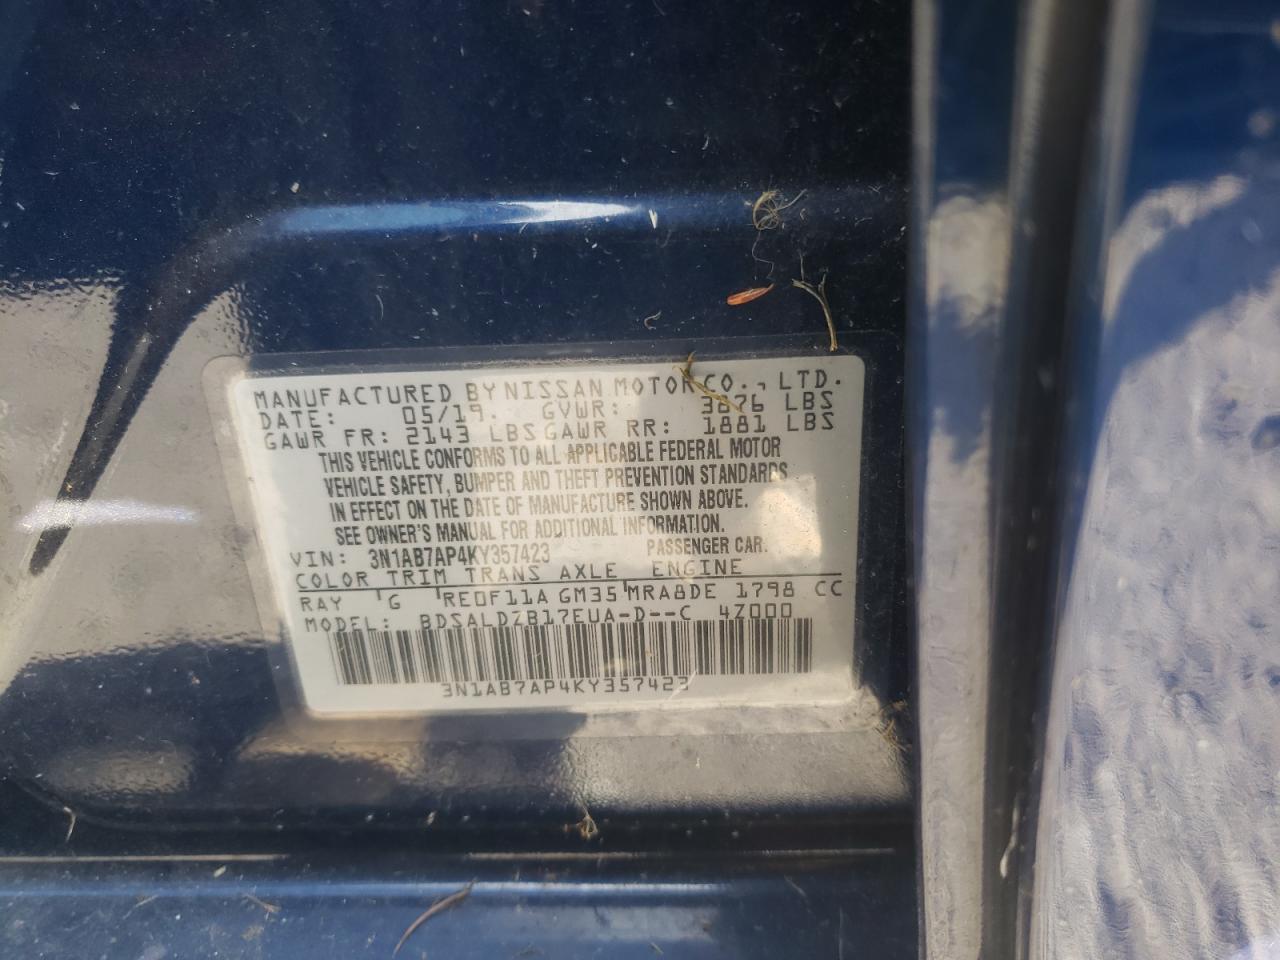 MANUFACTURED BY NISSAN MOTOR CO., LTD.
DATE: 05/19. GVWR: 3876 LBS
GAWR FR: 2143 LBS GAWR RR: 1881 LBS
THIS VEHICLE CONFORMS TO ALL APPLICABLE FEDERAL MOTOR
VEHICLE SAFETY, BUMPER AND THEFT PREVENTION STANDARDS
IN EFFECT ON THE DATE OF MANUFACTURE SHOWN ABOVE.
SEE OWNER'S MANUAL FOR ADDITIONAL INFORMATION.
VIN: 3N1AB7AP4KY357423 PASSENGER CAR.
COLOR TRIM TRANS AXLE ENGINE
RAY G RE0F11A GM35 MRA8DE 1798 CC
MODEL: BDSALDZB17EUA-D--C 4Z000
3N1AB7AP4KY357423